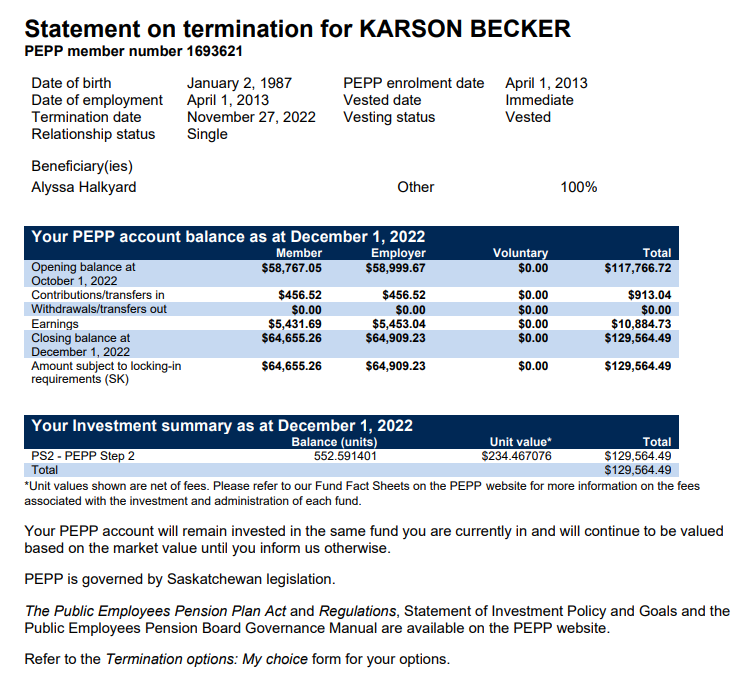 Statement on termination for KARSON BECKER
PEPP member number 1693621
Date of birth January 2, 1987 PEPP enrolment date April 1, 2013
Date of employment April 1, 2013 Vested date Immediate
Termination date November 27, 2022 Vesting status Vested
Relationship status Single
Beneficiary(ies)
Alyssa Halkyard Other 100%
Your PEPP account balance as at December 1, 2022
Member Employer Voluntary Total
Opening balance at $58,767.05 $58,999.67 $0.00 $117,766.72
October 1, 2022
Contributions/transfers in $456.52 $456.52 $0.00 $913.04
Withdrawals/transfers out $0.00 $0.00 $0.00 $0.00
Earnings $5,431.69 $5,453.04 $0.00 $10,884.73
Closing balance at $64,655.26 $64,909.23 $0.00 $129,564.49
December 1, 2022
Amount subject to locking-in $64,655.26 $64,909.23 $0.00 $129,564.49
requirements (SK)
Your Investment summary as at December 1, 2022
Balance (units) Unit value* Total
PS2 - PEPP Step 2 552.591401 $234.467076 $129,564.49
Total $129,564.49
*Unit values shown are net of fees. Please refer to our Fund Fact Sheets on the PEPP website for more information on the fees
associated with the investment and administration of each fund.
Your PEPP account will remain invested in the same fund you are currently in and will continue to be valued
based on the market value until you inform us otherwise.
PEPP is governed by Saskatchewan legislation.
The Public Employees Pension Plan Act and Regulations, Statement of Investment Policy and Goals and the
Public Employees Pension Board Governance Manual are available on the PEPP website.
Refer to the Termination options: My choice form for your options.